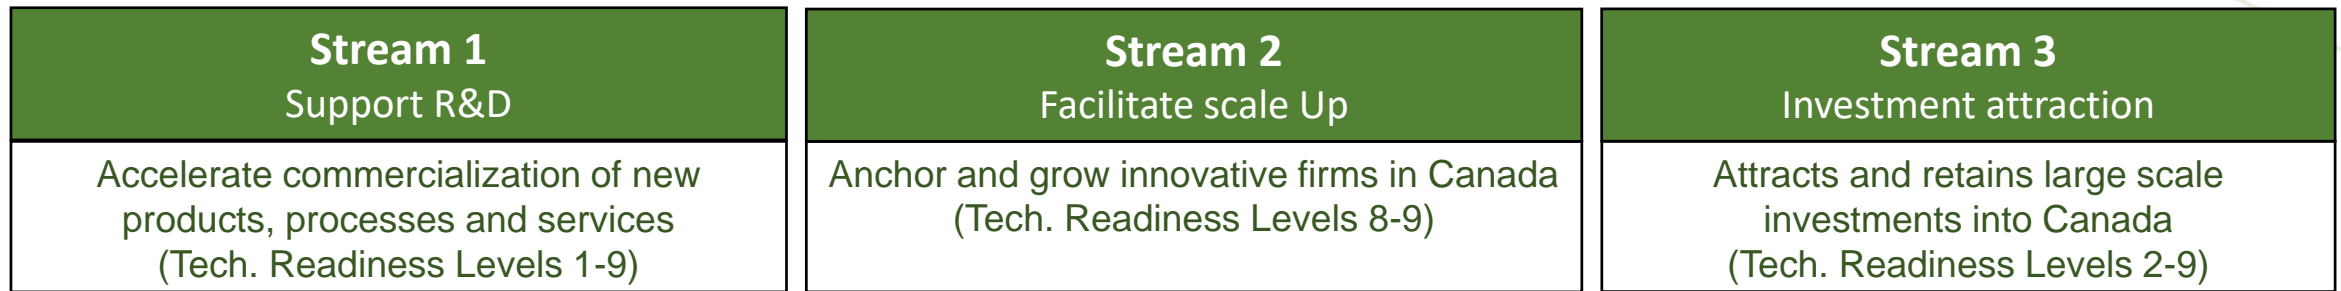 Stream 1
Support R&D
Accelerate commercialization of new
products, processes and services
(Tech. Readiness Levels 1-9)
Stream 2
Facilitate scale Up
Anchor and grow innovative firms in Canada
(Tech. Readiness Levels 8-9)
Stream 3
Investment attraction
Attracts and retains large scale
investments into Canada
(Tech. Readiness Levels 2-9)